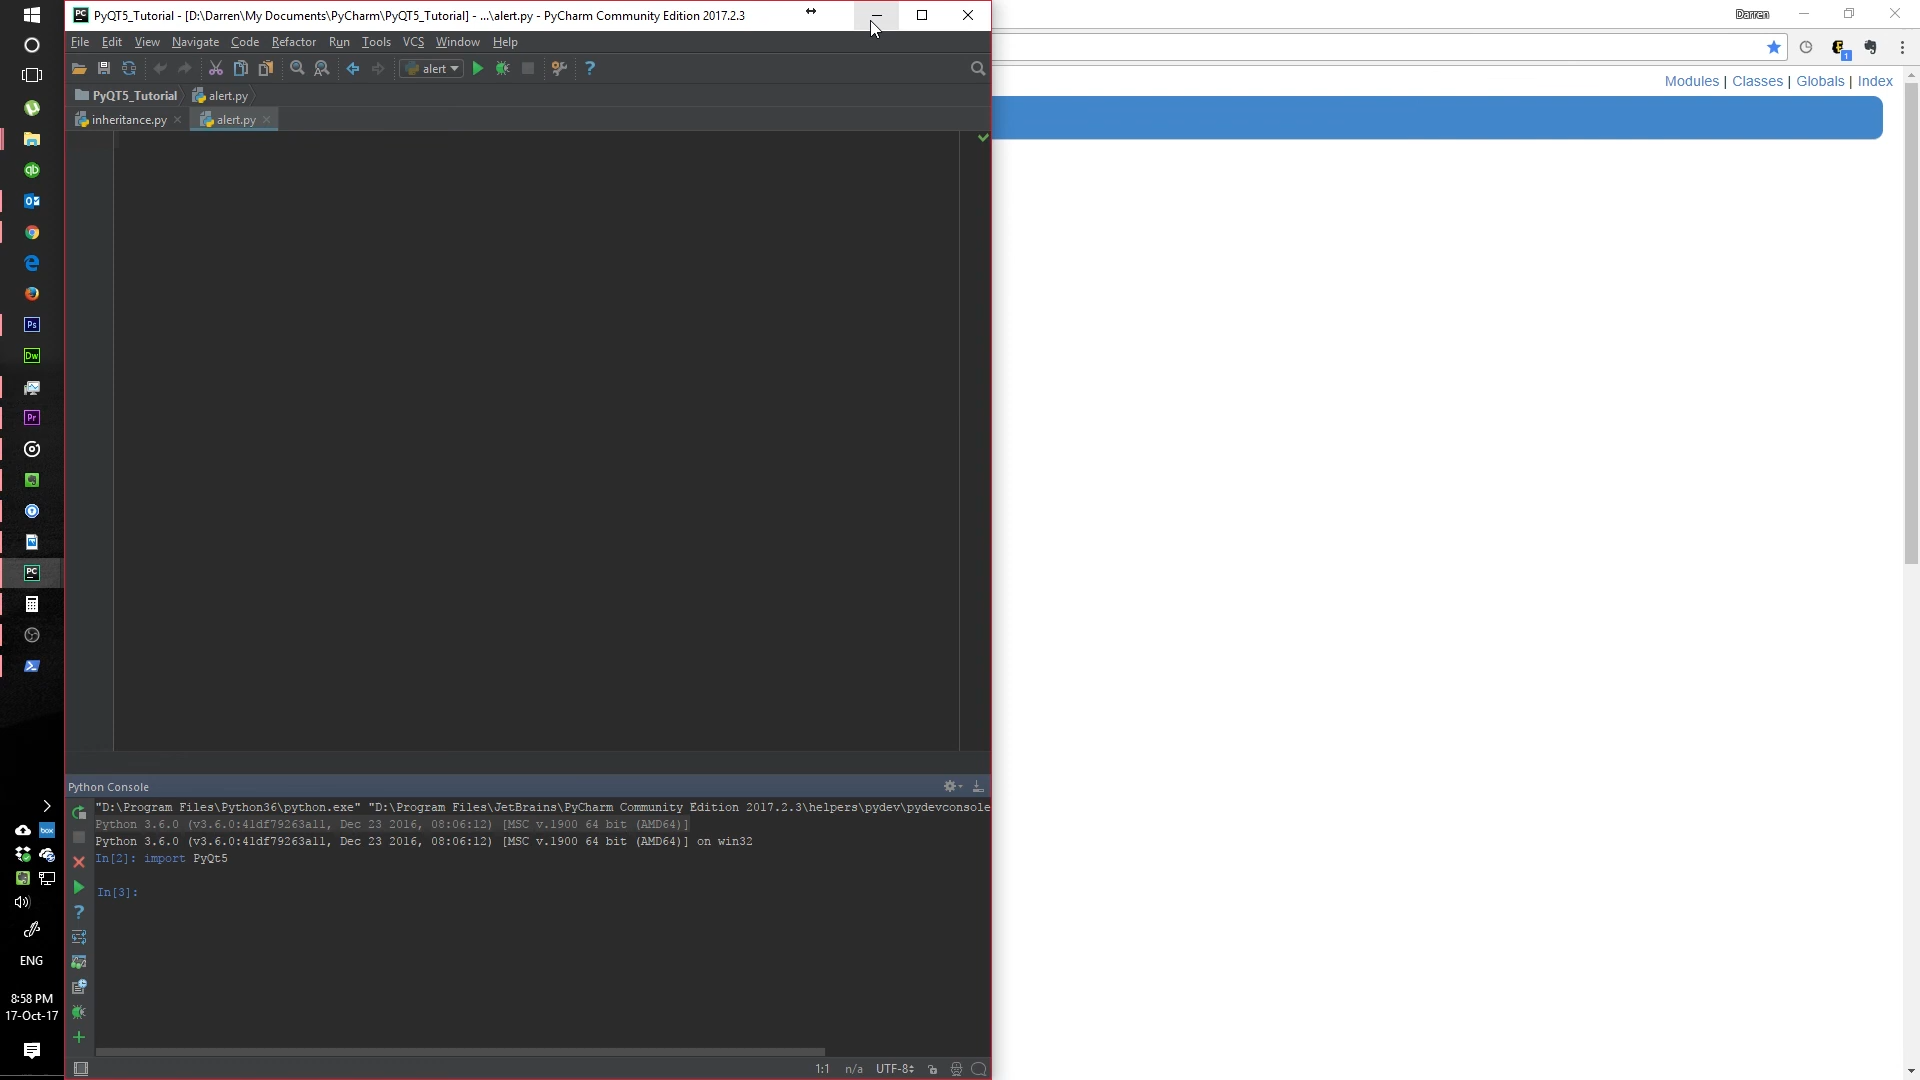 PyQT5_Tutorial - [D:\Darren\My Documents\PyCharm\PyQT5_Tutorial] - ...\alert.py - PyCharm Community Edition 2017.2.3
Darren
File Edit View Navigate Code Refactor Run Tools VCS Window Help
alert
Modules | Classes | Globals | Index
PyQT5_Tutorial alert.py
inheritance.py alert.py
Python Console
"D:\Program Files\Python36\python.exe" "D:\Program Files\JetBrains\PyCharm Community Edition 2017.2.3\helpers\pydev\pydevconsole
Python 3.6.0 (v3.6.0:41df79263a11, Dec 23 2016, 08:06:12) [MSC v.1900 64 bit (AMD64)]
Python 3.6.0 (v3.6.0:41df79263a11, Dec 23 2016, 08:06:12) [MSC v.1900 64 bit (AMD64)] on win32
In[2]: import PyQt5
In[3]:
ENG
8:58 PM
17-Oct-17
1:1 n/a UTF-8